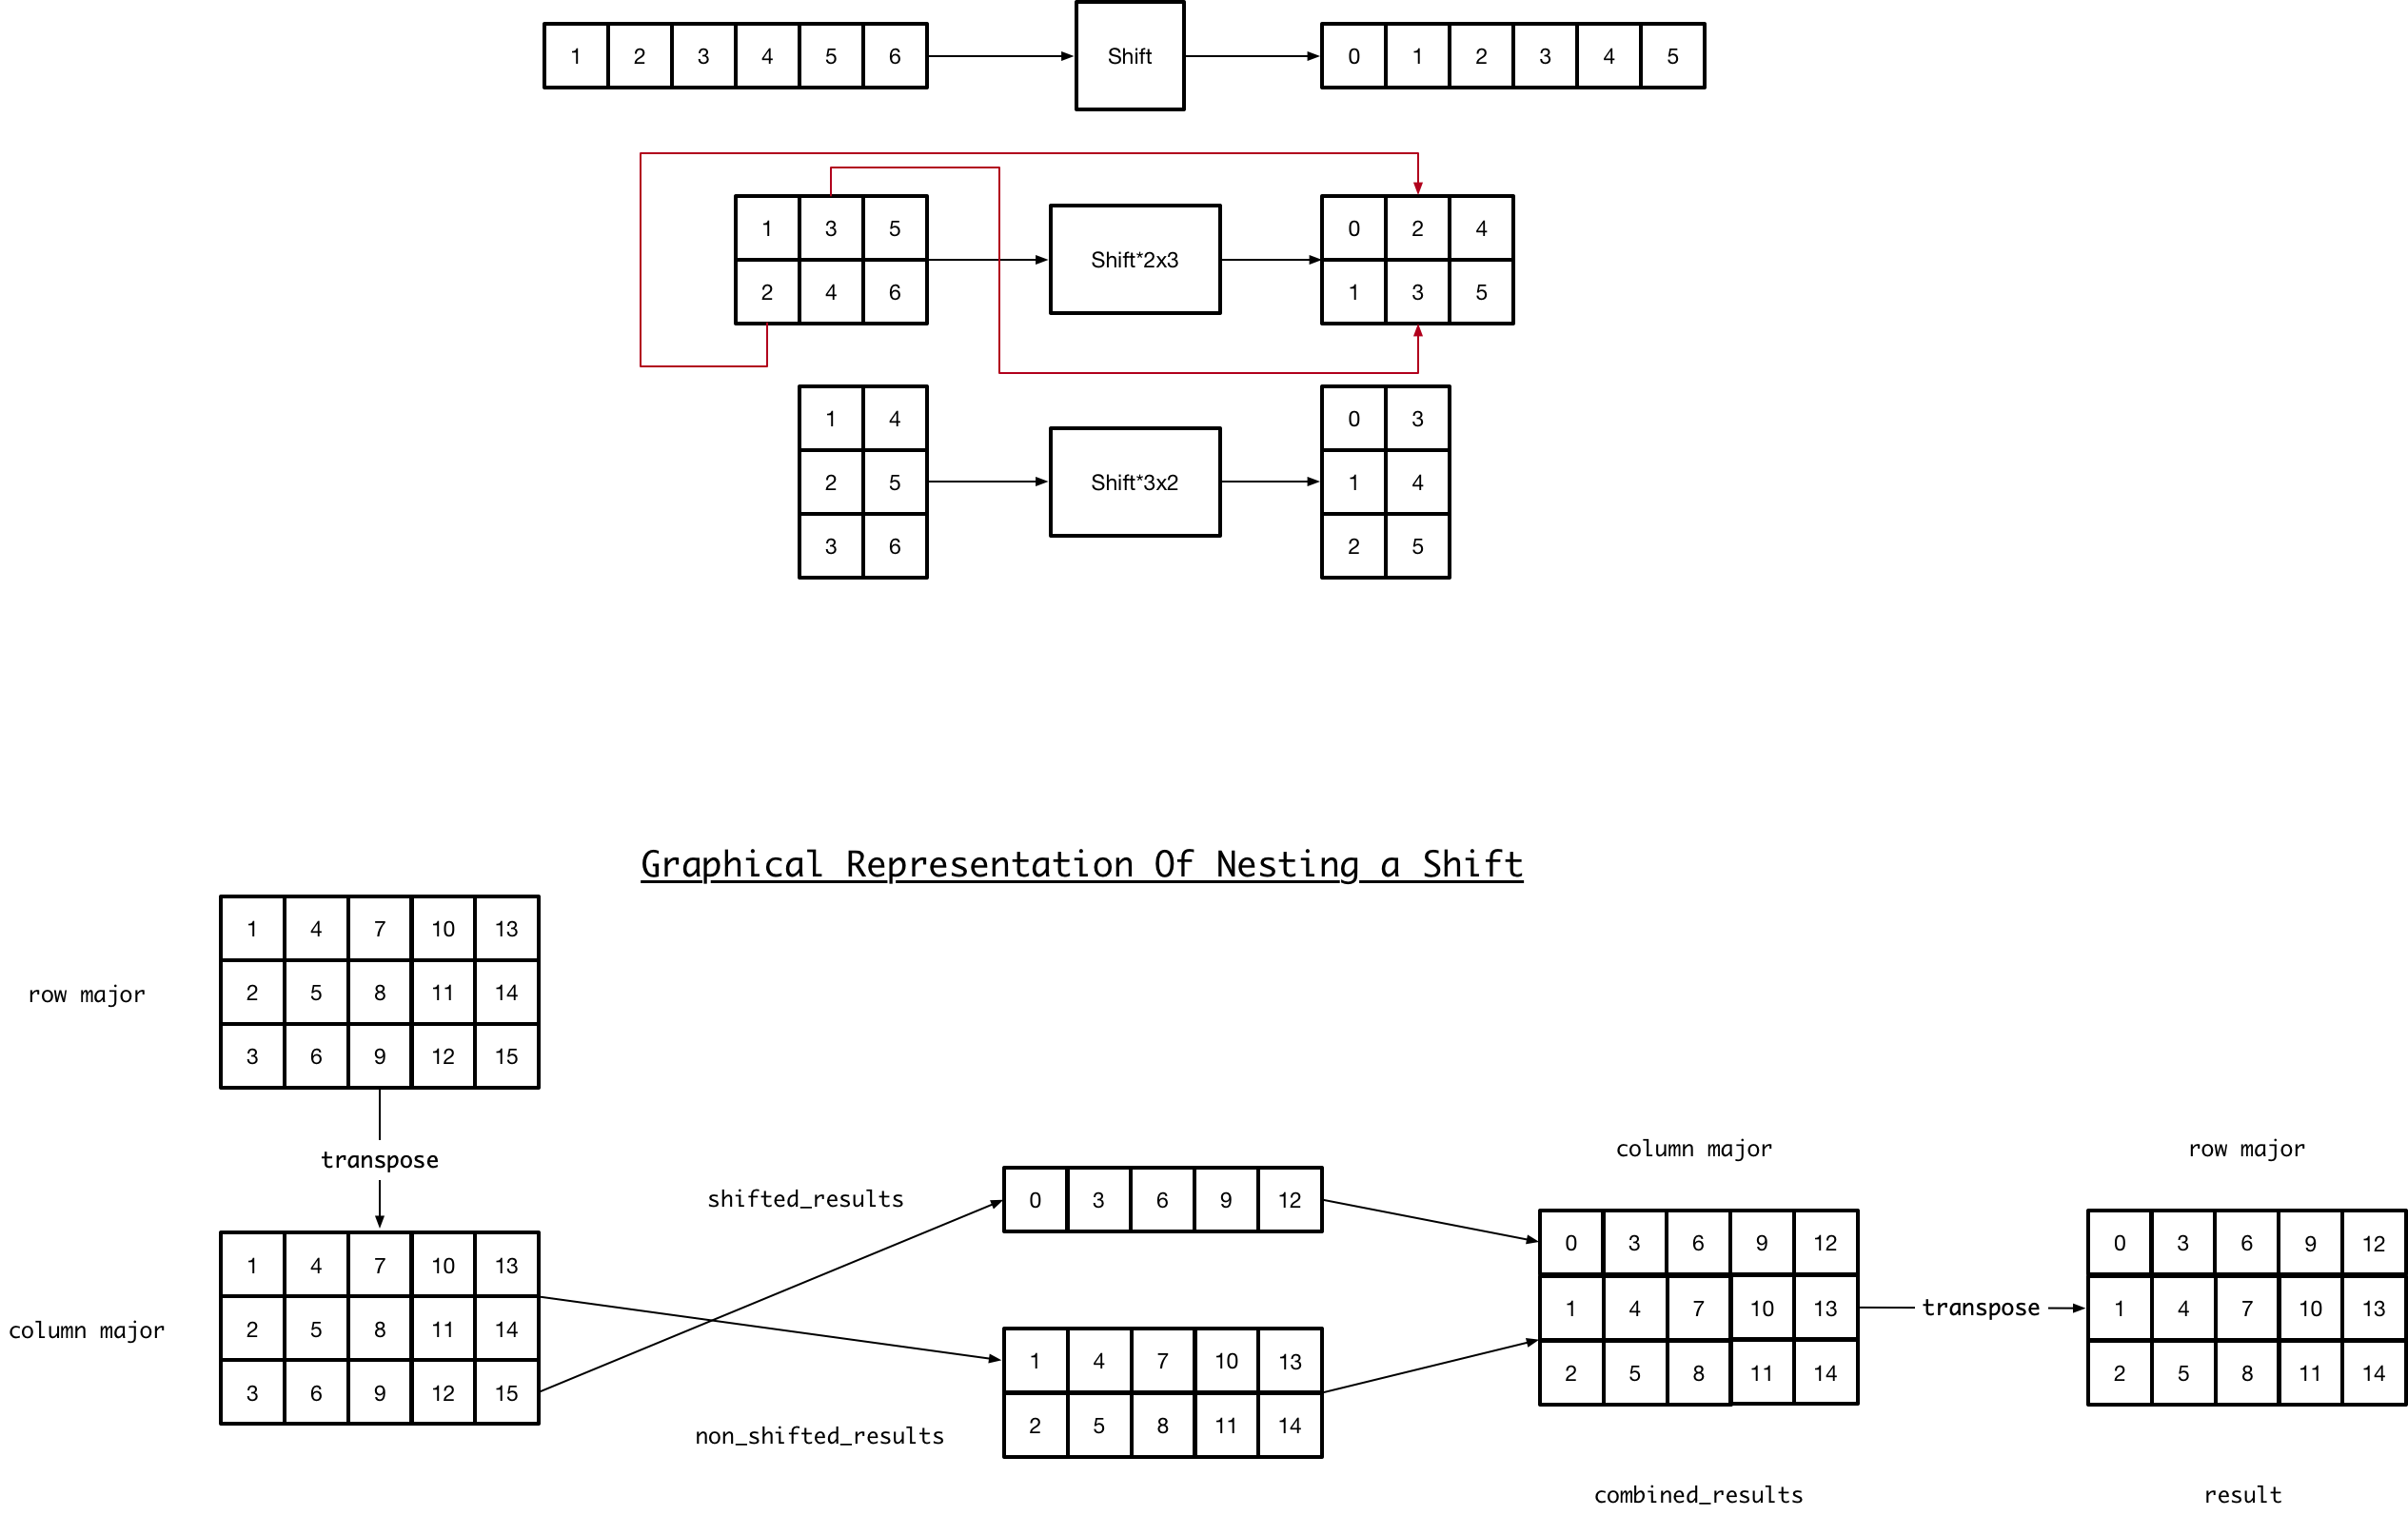 1 2 3 4 5 6 Shift 0 1 2 3 4 5
1 3 5
2 4 6
Shift*2x3
0 2 4
1 3 5
1 4
2 5
3 6
Shift*3x2
0 3
1 4
2 5
Graphical Representation Of Nesting a Shift
row major
1 4 7 10 13
2 5 8 11 14
3 6 9 12 15
transpose
column major
1 4 7 10 13
2 5 8 11 14
3 6 9 12 15
shifted_results
0 3 6 9 12
non_shifted_results
1 4 7 10 13
2 5 8 11 14
column major
0 3 6 9 12
1 4 7 10 13
2 5 8 11 14
combined_results
transpose
row major
0 3 6 9 12
1 4 7 10 13
2 5 8 11 14
result